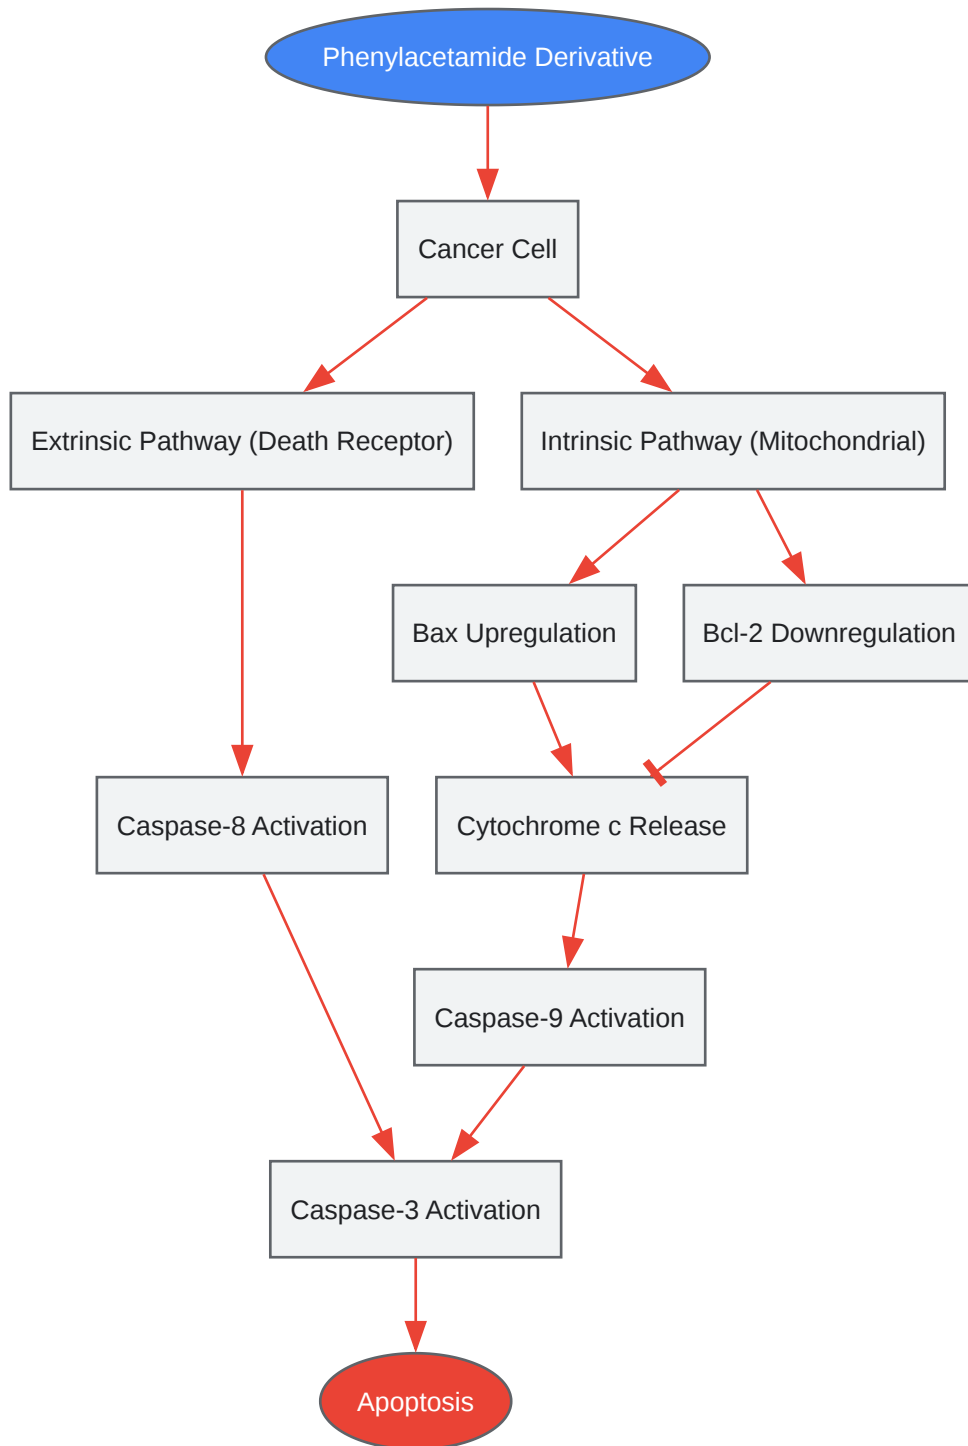 Phenylacetamide Derivative
Cancer Cell
Extrinsic Pathway (Death Receptor)
Intrinsic Pathway (Mitochondrial)
Bax Upregulation
Bcl-2 Downregulation
Caspase-8 Activation
Cytochrome c Release
Caspase-9 Activation
Caspase-3 Activation
Apoptosis